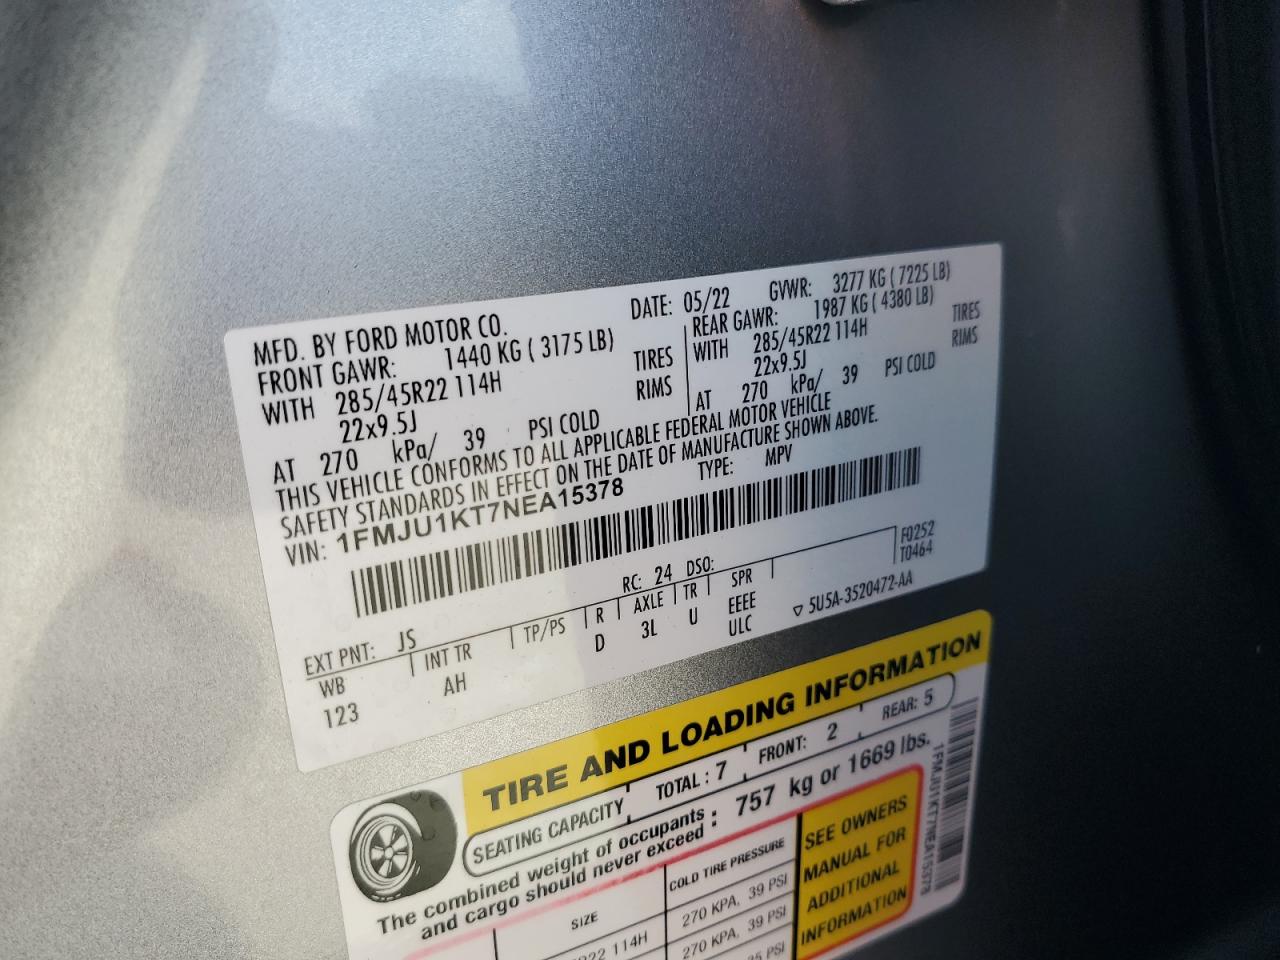 MFD. BY FORD MOTOR CO.
DATE: 05/22 GVWR: 3277 KG ( 7225 LB)
FRONT GAWR: 1440 KG ( 3175 LB)
REAR GAWR: 1987 KG ( 4380 LB)
WITH 285/45R22 114H TIRES
WITH 285/45R22 114H TIRES
22x9.5J RIMS
22x9.5J RIMS
AT 270 kPa/ 39 PSI COLD
AT 270 kPa/ 39 PSI COLD
THIS VEHICLE CONFORMS TO ALL APPLICABLE FEDERAL MOTOR VEHICLE
SAFETY STANDARDS IN EFFECT ON THE DATE OF MANUFACTURE SHOWN ABOVE.
VIN: 1FMJU1KT7NEA15378 TYPE: MPV
EXT PNT: JS RC: 24 DSO:
F0252
T0464
WB INT TR TP/PS R AXLE TR SPR
123 AH D 3L U EEEE
ULC
5U5A-3520472-AA
TIRE AND LOADING INFORMATION
SEATING CAPACITY TOTAL : 7 FRONT: 2 REAR: 5
The combined weight of occupants
and cargo should never exceed : 757 kg or 1669 lbs.
SIZE COLD TIRE PRESSURE
114H 270 KPA, 39 PSI
270 KPA, 39 PSI
PSI
SEE OWNERS
MANUAL FOR
ADDITIONAL
INFORMATION
1FMJU1KT7NEA15378